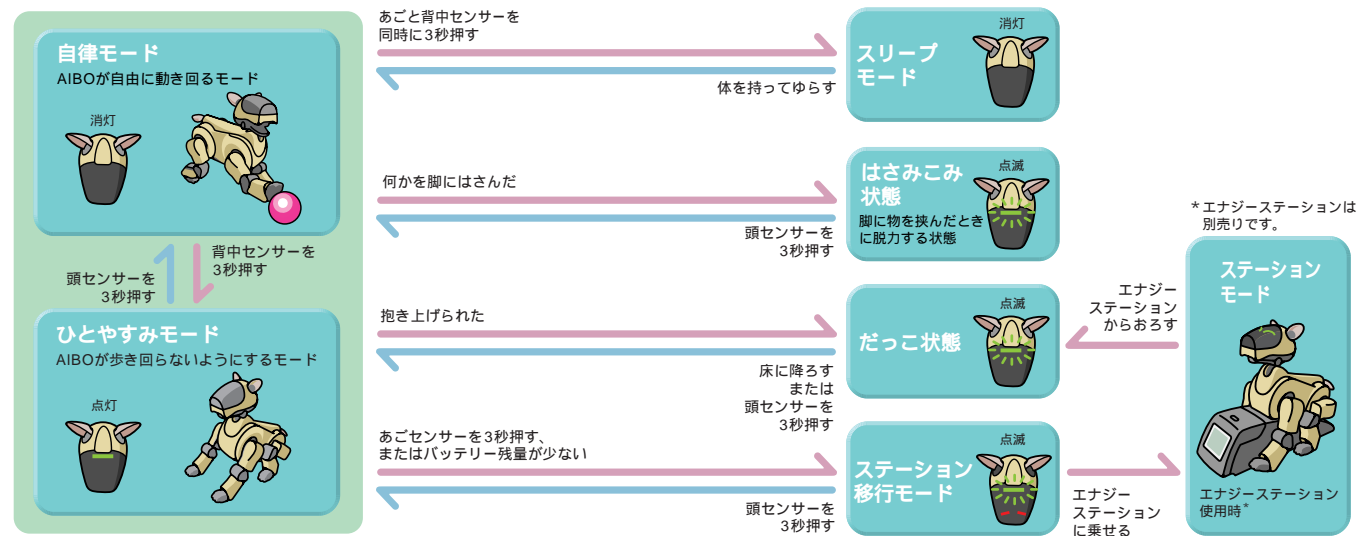 自律モード
AIBOが自由に動き回るモード
消灯
背中センサーを
3秒押す
頭センサーを
3秒押す
ひとやすみモード
AIBOが歩き回らないようにするモード
点灯
あごと背中センサーを
同時に3秒押す
体を持ってゆらす
スリープ
モード
消灯
何かを脚にはさんだ
頭センサーを
3秒押す
はさみこみ
状態
脚に物を挟んだとき
に脱力する状態
点滅
抱き上げられた
床に降ろす
または
頭センサーを
3秒押す
だっこ状態
点滅
エナジー
ステーション
からおろす
あごセンサーを3秒押す、
またはバッテリー残量が少ない
頭センサーを
3秒押す
ステーション
移行モード
点滅
エナジー
ステーション
に乗せる
*エナジーステーションは
別売りです。
ステーション
モード
エナジーステーション
使用時*